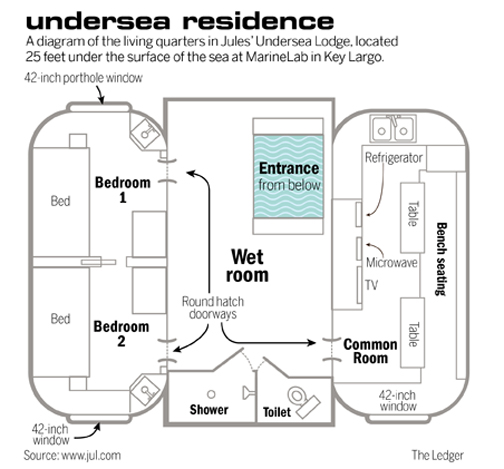 undersea residence
A diagram of the living quarters in Jules' Undersea Lodge, located
25 feet under the surface of the sea at MarineLab in Key Largo.
42-inch porthole window
Bed
Bedroom
1
Entrance
from below
Refrigerator
Table
Bench seating
Microwave
TV
Wet
room
Round hatch
doorways
Bed
Bedroom
2
Common
Room
Table
Shower
Toilet
42-inch
window
42-inch
window
Source: www.jul.com
The Ledger